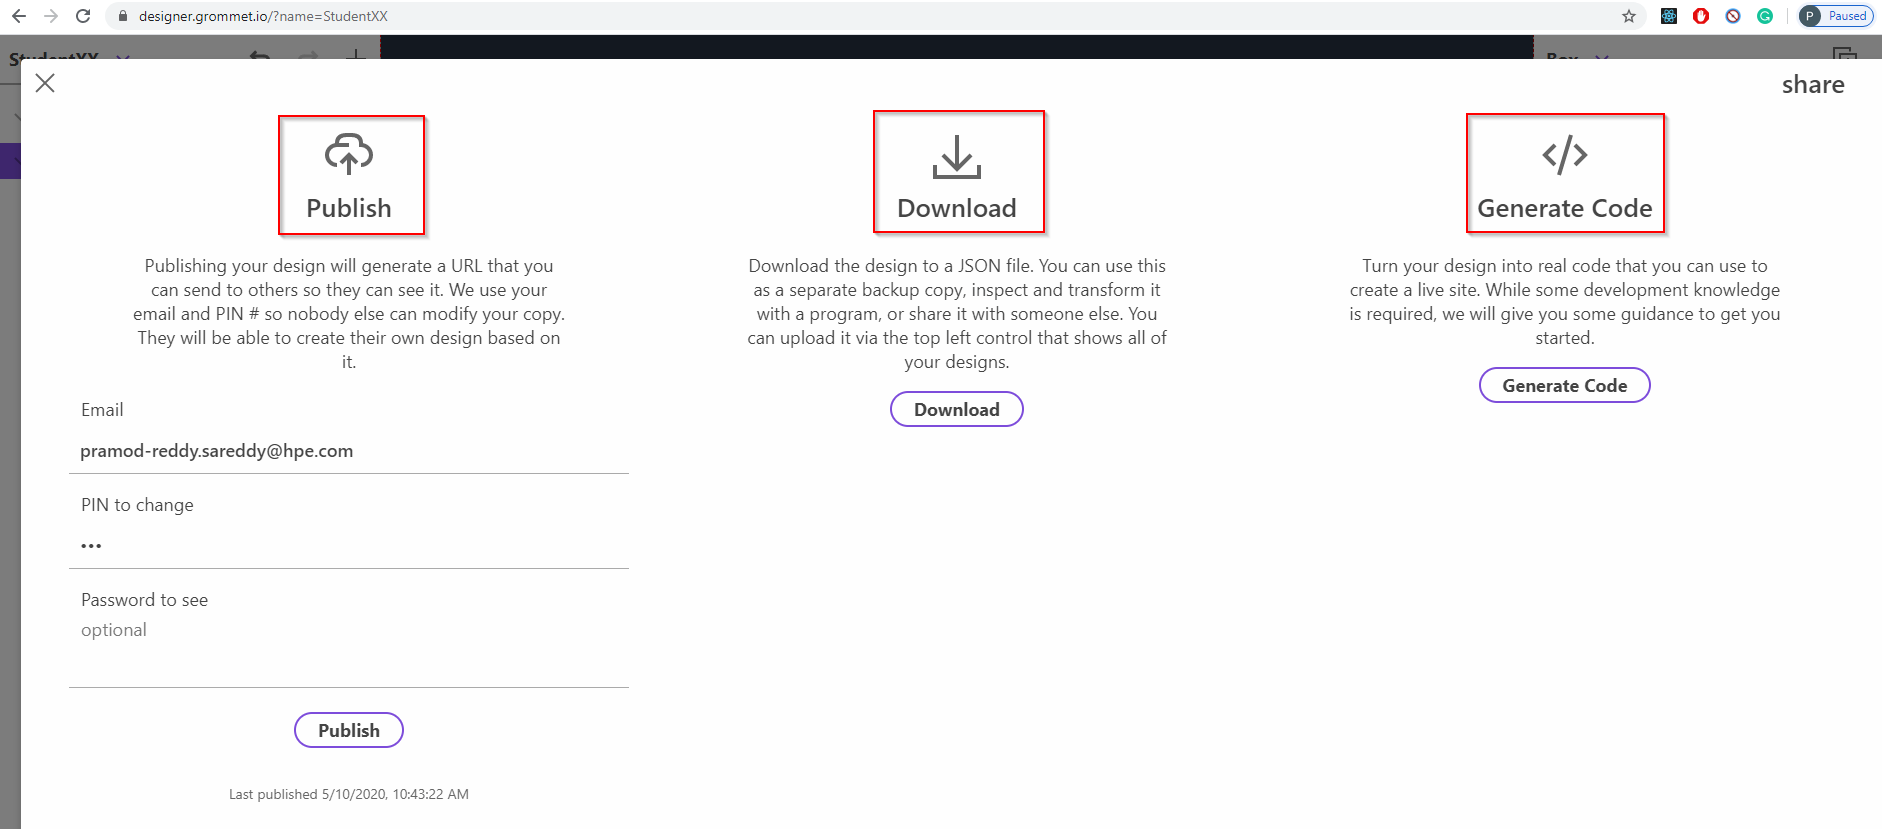 designer.grommet.io/?name=StudentXX
P Paused
StudentXX
Box
share
Publish
Publishing your design will generate a URL that you
can send to others so they can see it. We use your
email and PIN # so nobody else can modify your copy.
They will be able to create their own design based on
it.
Email
pramod-reddy.sareddy@hpe.com
PIN to change
•••
Password to see
optional
Publish
Last published 5/10/2020, 10:43:22 AM
Download
Download the design to a JSON file. You can use this
as a separate backup copy, inspect and transform it
with a program, or share it with someone else. You
can upload it via the top left control that shows all of
your designs.
Download
Generate Code
Turn your design into real code that you can use to
create a live site. While some development knowledge
is required, we will give you some guidance to get you
started.
Generate Code